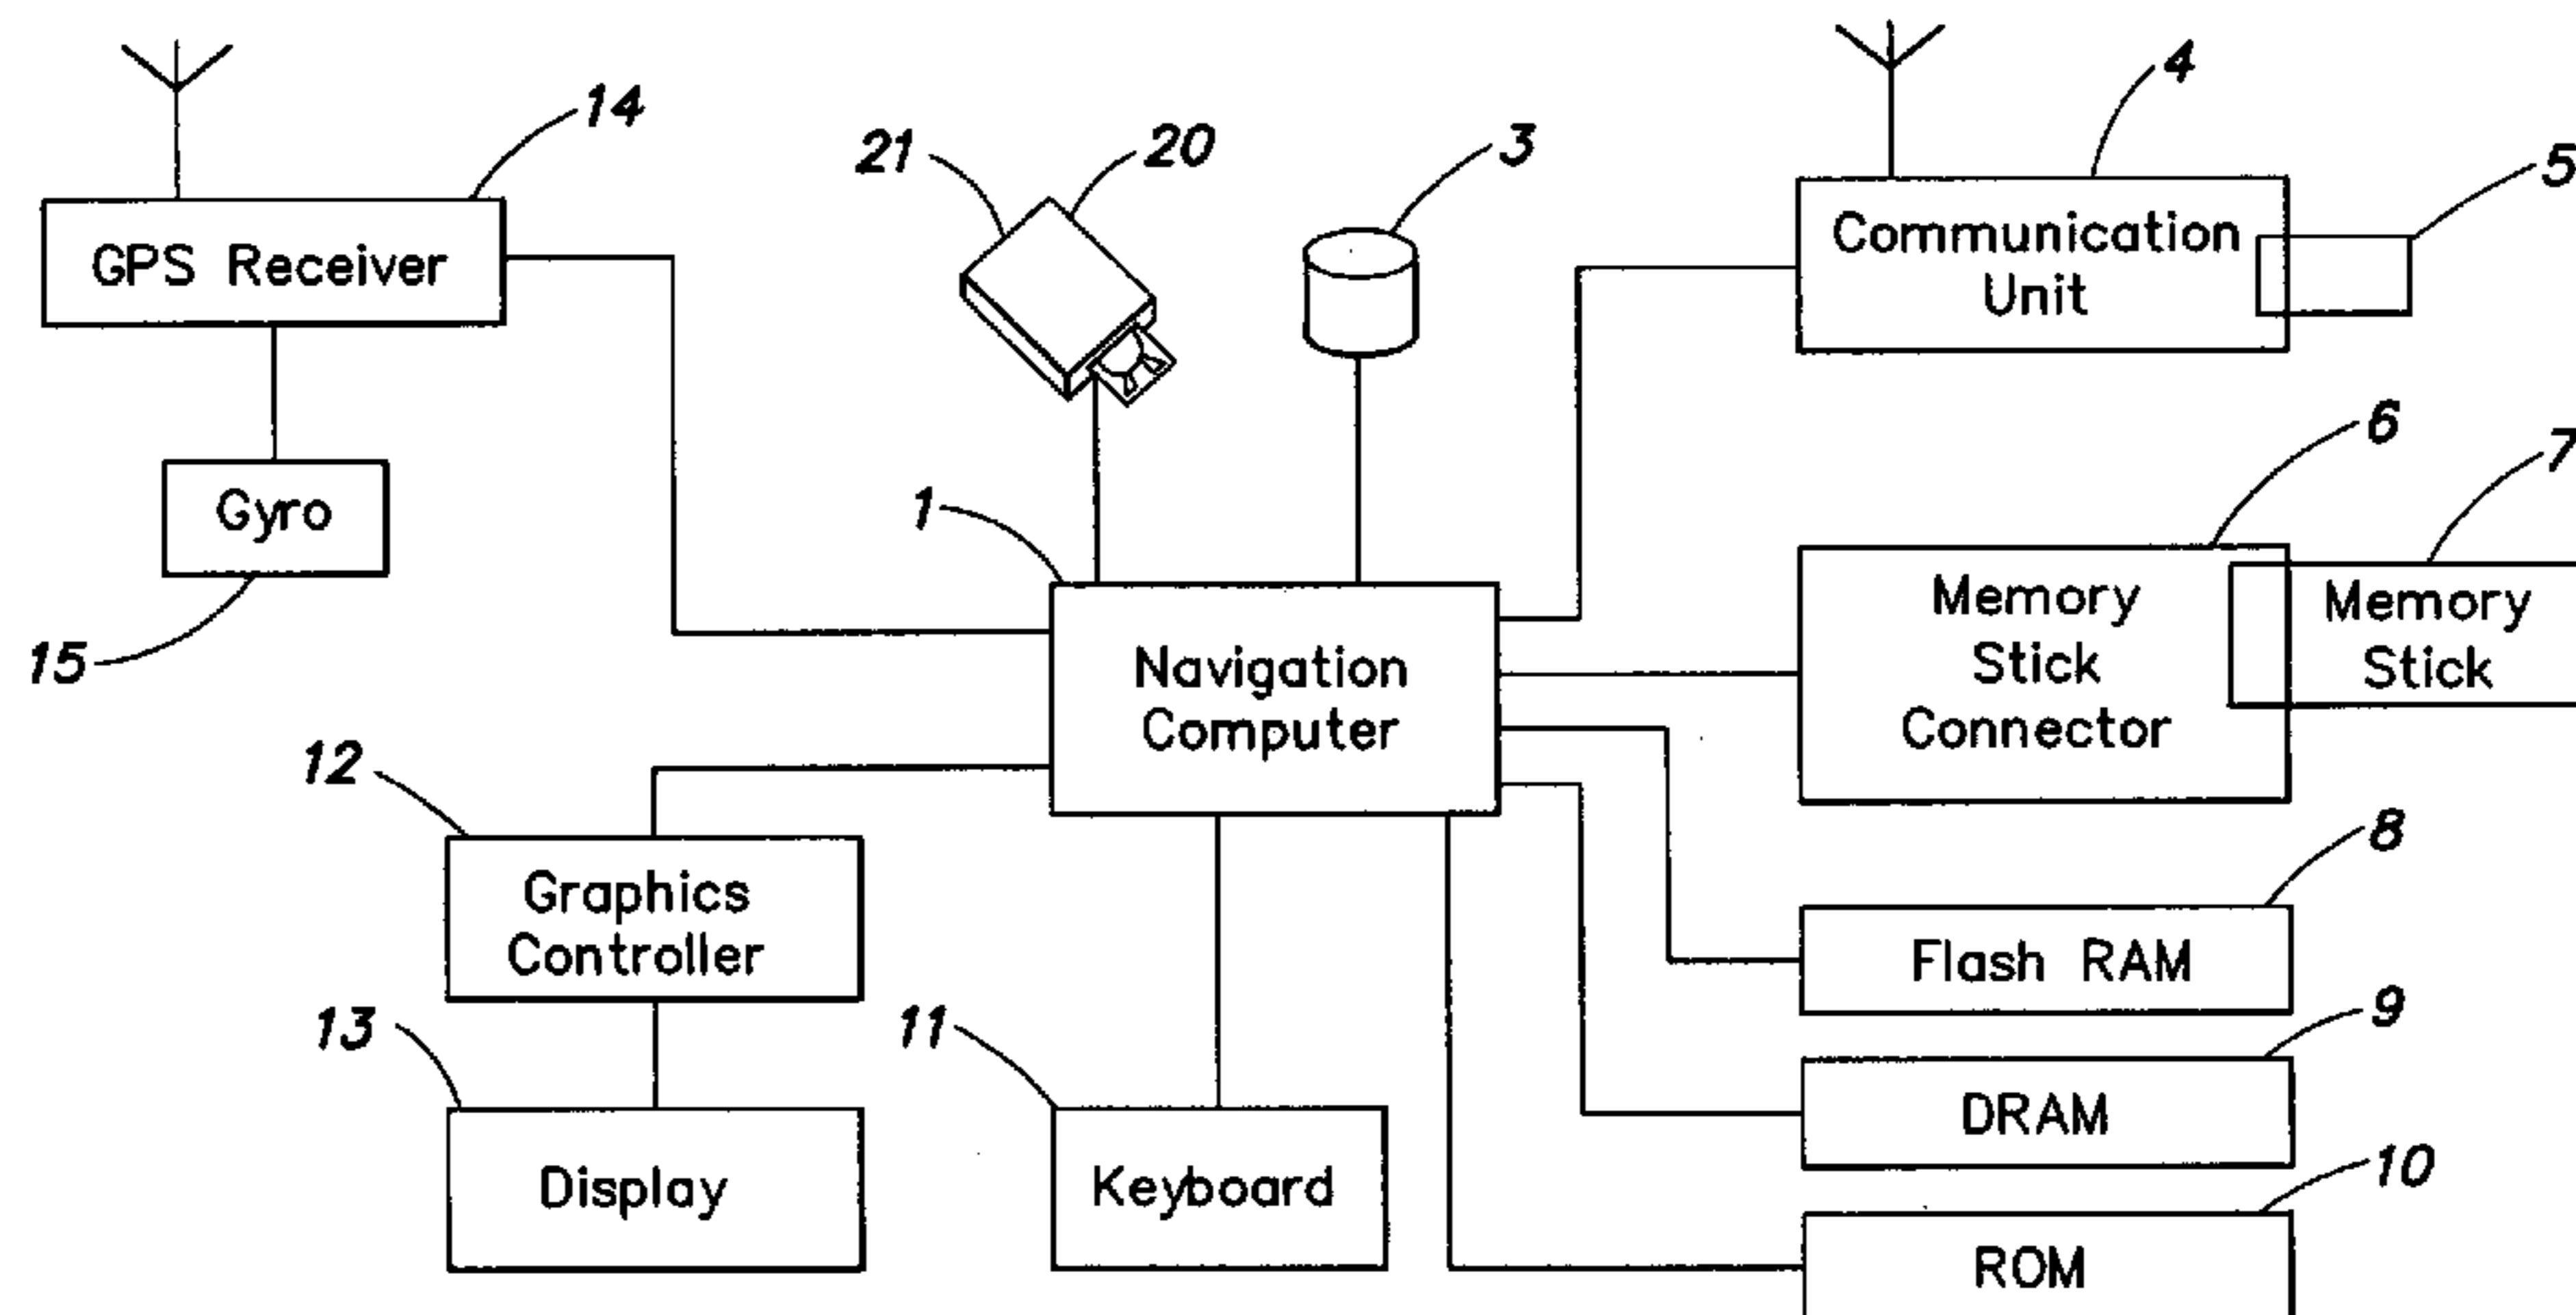 14
21
20
3
4
5
GPS Receiver
Communication
Unit
Gyro
15
1
6
7
Navigation
Computer
Memory
Stick
Connector
Memory
Stick
12
Graphics
Controller
8
Flash RAM
13
Display
11
Keyboard
9
DRAM
10
ROM